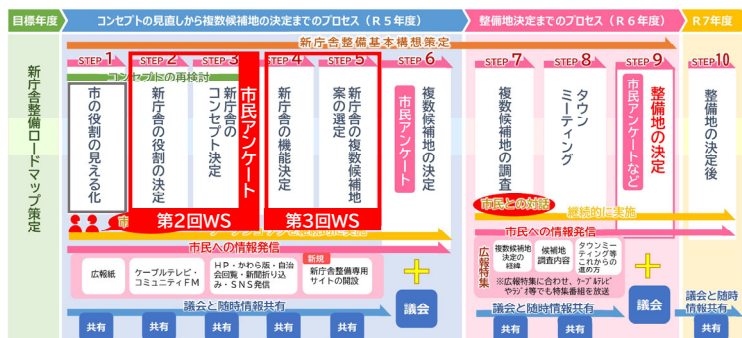 目標年度
コンセプトの見直しから複数候補地の決定までのプロセス(R5年度)
整備地決定までのプロセス(R6年度)
R7年度
新庁舎整備ロードマップ策定
新庁舎整備基本構想策定
STEP 1
STEP 2
STEP 3
STEP 4
STEP 5
STEP 6
STEP 7
STEP 8
STEP 9
STEP 10
コンセプトの再検討
市の役割の見える化
新庁舎の役割の決定
新庁舎の
コンセプト決定
市民アンケート
新庁舎の機能決定
新庁舎の複数候補地
案の選定
市民アンケート
複数候補地の決定
複数候補地の調査
タウン
ミーティング
市民アンケートなど
整備地の決定
整備地の決定後
第2回WS
第3回WS
市民との対話
継続的に実施
市民への情報発信
市民への情報発信
広報紙
ケーブルテレビ・
コミュニティFM
HP・かわら版・自治
会回覧・新聞折り込
み・SNS発信
新規
新庁舎整備専用
サイトの開設
広報特集
複数候補地
決定の
経緯
候補地
調査内容
タウンミー
ティング等
これからの
進め方
※広報特集に合わせ、ケーブルテレビ
やラジオ等でも特集番組を放送
議会と随時情報共有
共有
共有
共有
共有
共有
+
議会
議会と随時情報共有
共有
共有
+
議会
議会と随時
情報共有
共有